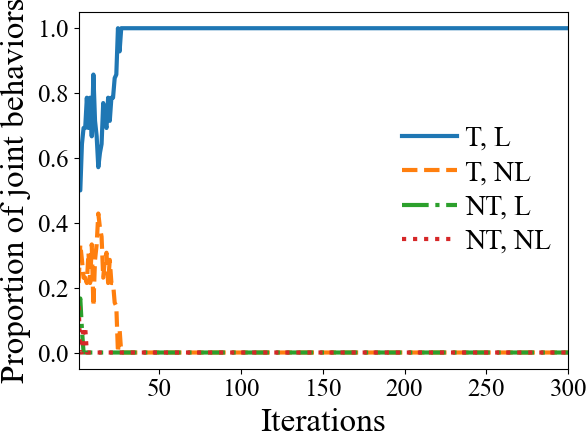 Proportion of joint behaviors
1.0
0.8
0.6
0.4
0.2
0.0
T, L
T, NL
NT, L
NT, NL
50 100 150 200 250 300
Iterations